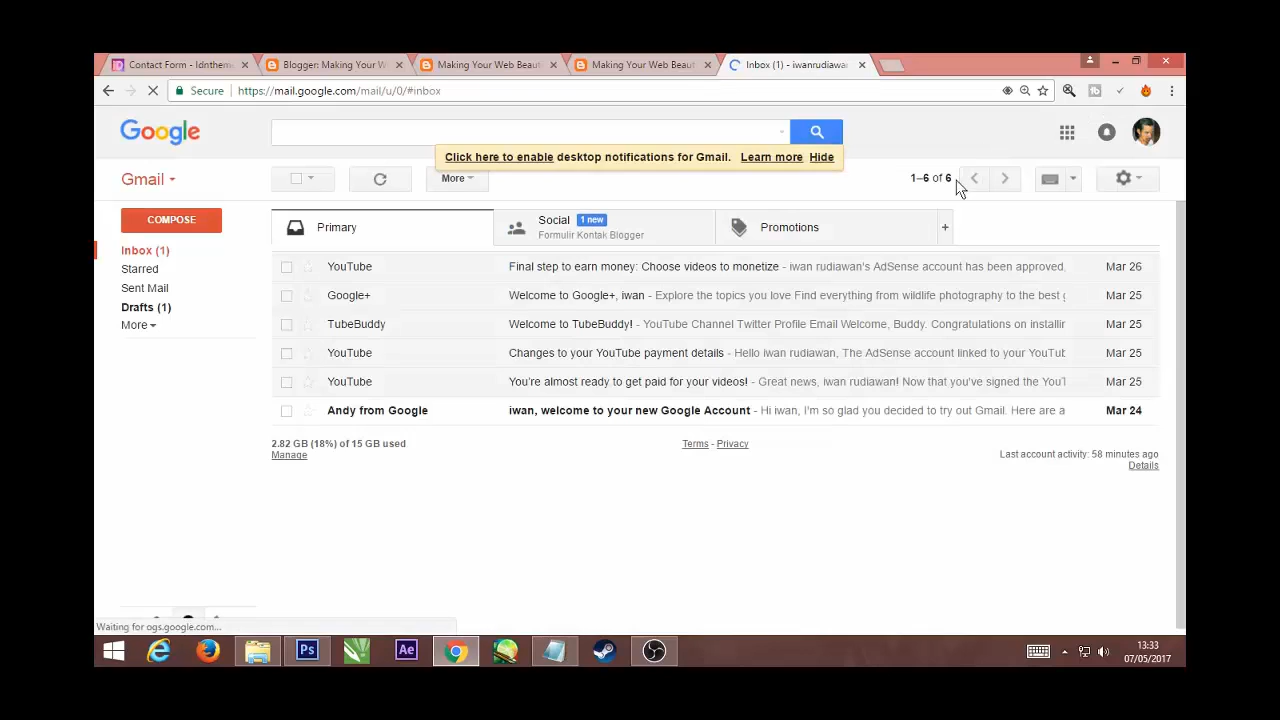 Contact Form - Idnthem
Blogger: Making Your W
Making Your Web Beaut
Making Your Web Beaut
Inbox (1) - iwanrudiawan
Secure
https://mail.google.com/mail/u/0/#inbox
Google
Click here to enable desktop notifications for Gmail. Learn more Hide
Gmail
More
1–6 of 6
COMPOSE
Inbox (1)
Starred
Sent Mail
Drafts (1)
More
Primary
Social 1 new
Formulir Kontak Blogger
Promotions
+
YouTube Final step to earn money: Choose videos to monetize - iwan rudiawan's AdSense account has been approved, Mar 26
Google+ Welcome to Google+, iwan - Explore the topics you love Find everything from wildlife photography to the best g Mar 25
TubeBuddy Welcome to TubeBuddy! - YouTube Channel Twitter Profile Email Welcome, Buddy. Congratulations on installin Mar 25
YouTube Changes to your YouTube payment details - Hello iwan rudiawan, The AdSense account linked to your YouTub Mar 25
YouTube You're almost ready to get paid for your videos! - Great news, iwan rudiawan! Now that you've signed the YouT Mar 25
Andy from Google iwan, welcome to your new Google Account - Hi iwan, I'm so glad you decided to try out Gmail. Here are a Mar 24
2.82 GB (18%) of 15 GB used
Manage
Terms - Privacy
Last account activity: 58 minutes ago
Details
Waiting for ogs.google.com...
Ps
Ae
13:33
07/05/2017